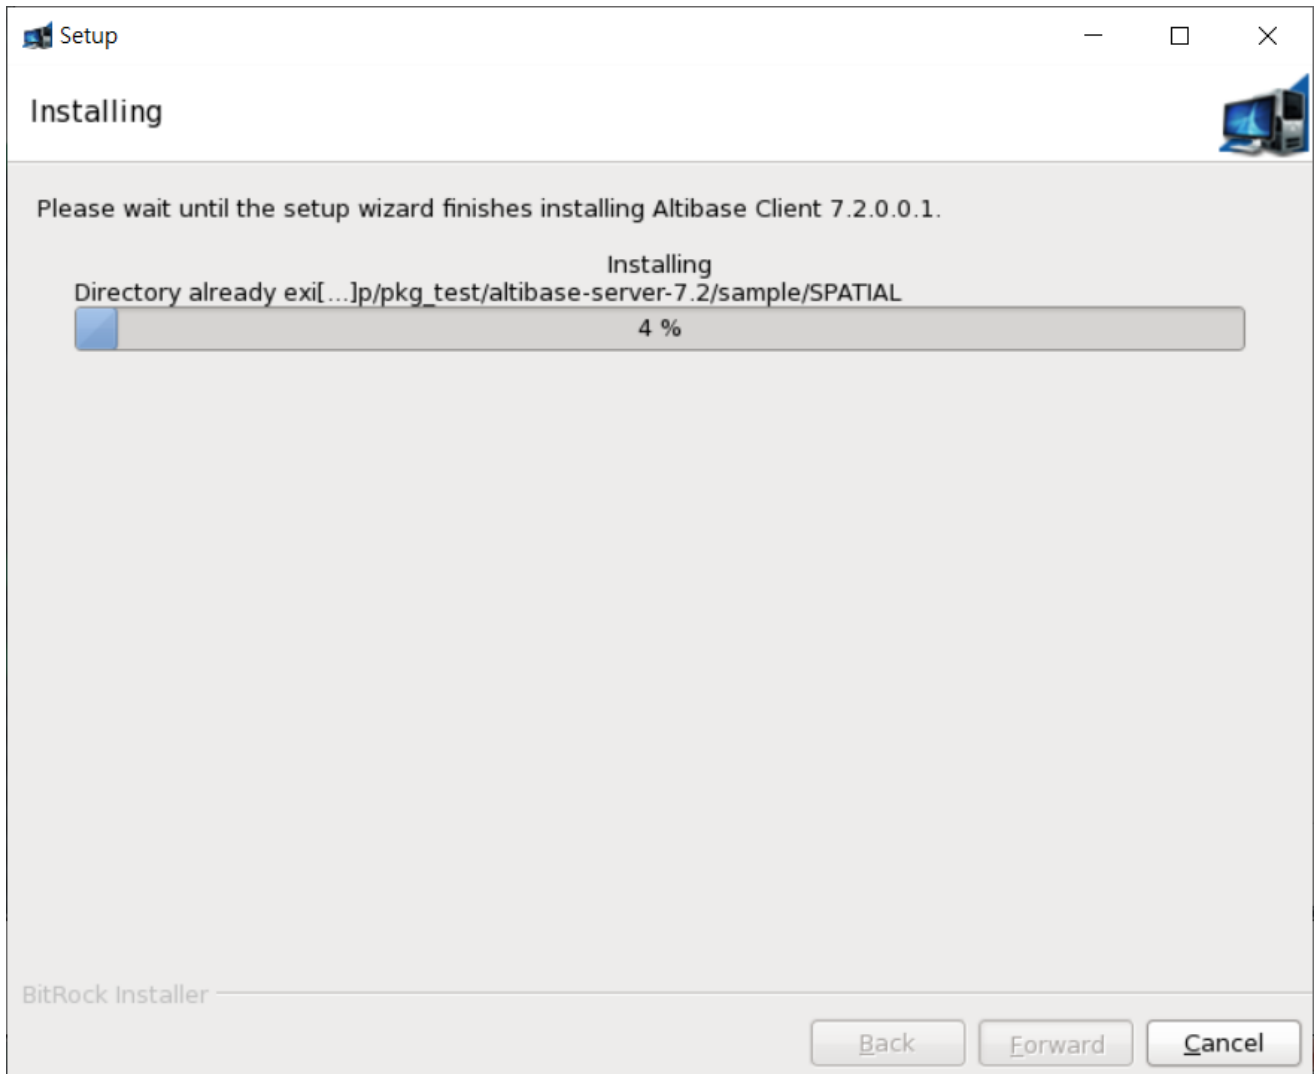 Setup
Installing
Please wait until the setup wizard finishes installing Altibase Client 7.2.0.0.1.
Installing
Directory already exi[...]p/pkg_test/altibase-server-7.2/sample/SPATIAL
4 %
BitRock Installer
Back Forward Cancel